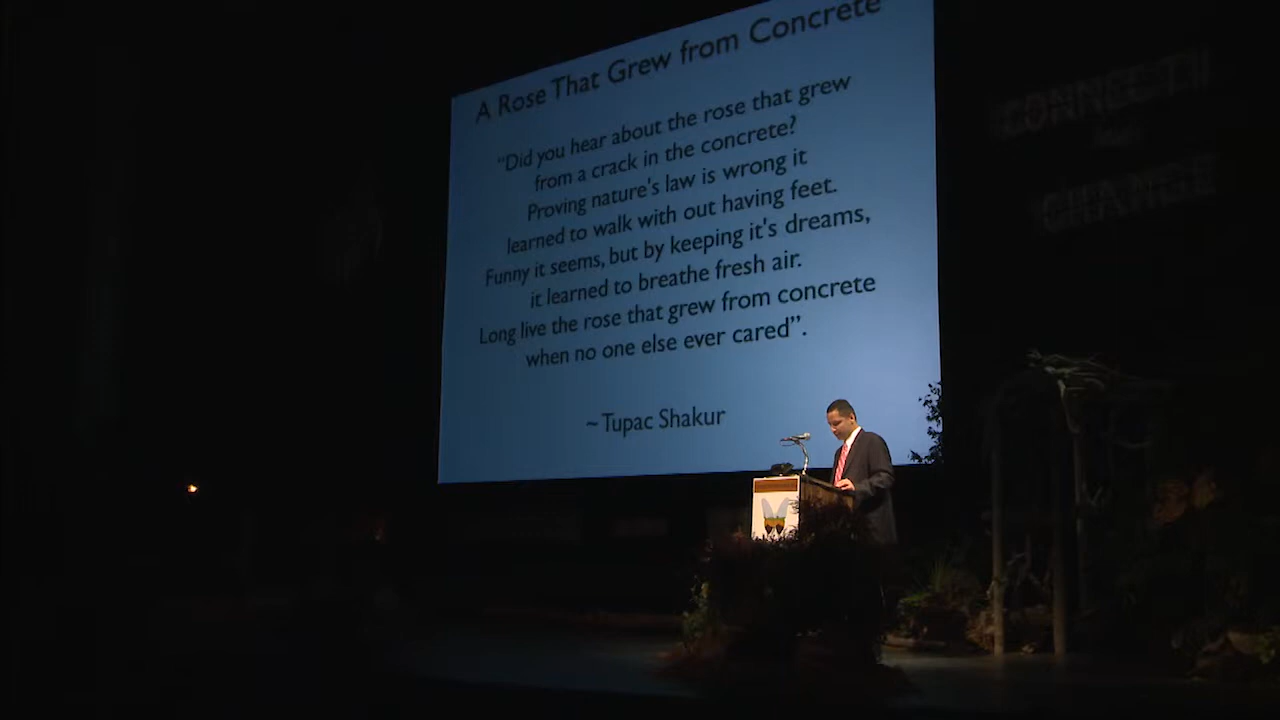 A Rose That Grew from Concrete
“Did you hear about the rose that grew
from a crack in the concrete?
Proving nature's law is wrong it
learned to walk with out having feet.
Funny it seems, but by keeping it's dreams,
it learned to breathe fresh air.
Long live the rose that grew from concrete
when no one else ever cared”.
~ Tupac Shakur
CONNECT
CHANGE